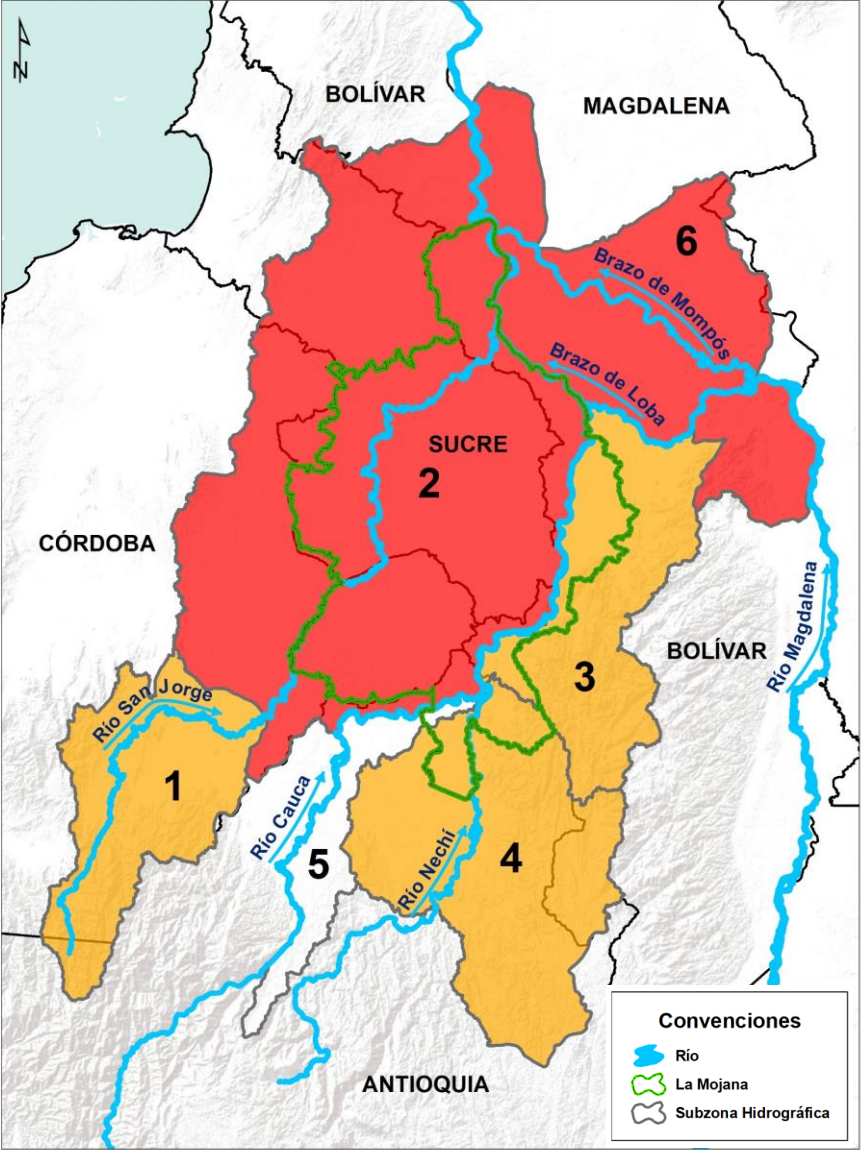 N
BOLÍVAR
MAGDALENA
6
Brazo de Mompós
Brazo de Loba
SUCRE
2
CÓRDOBA
BOLÍVAR
Río Magdalena
3
Río San Jorge
1
Río Cauca
5
Río Nechí
4
ANTIOQUIA
Convenciones
Río
La Mojana
Subzona Hidrográfica